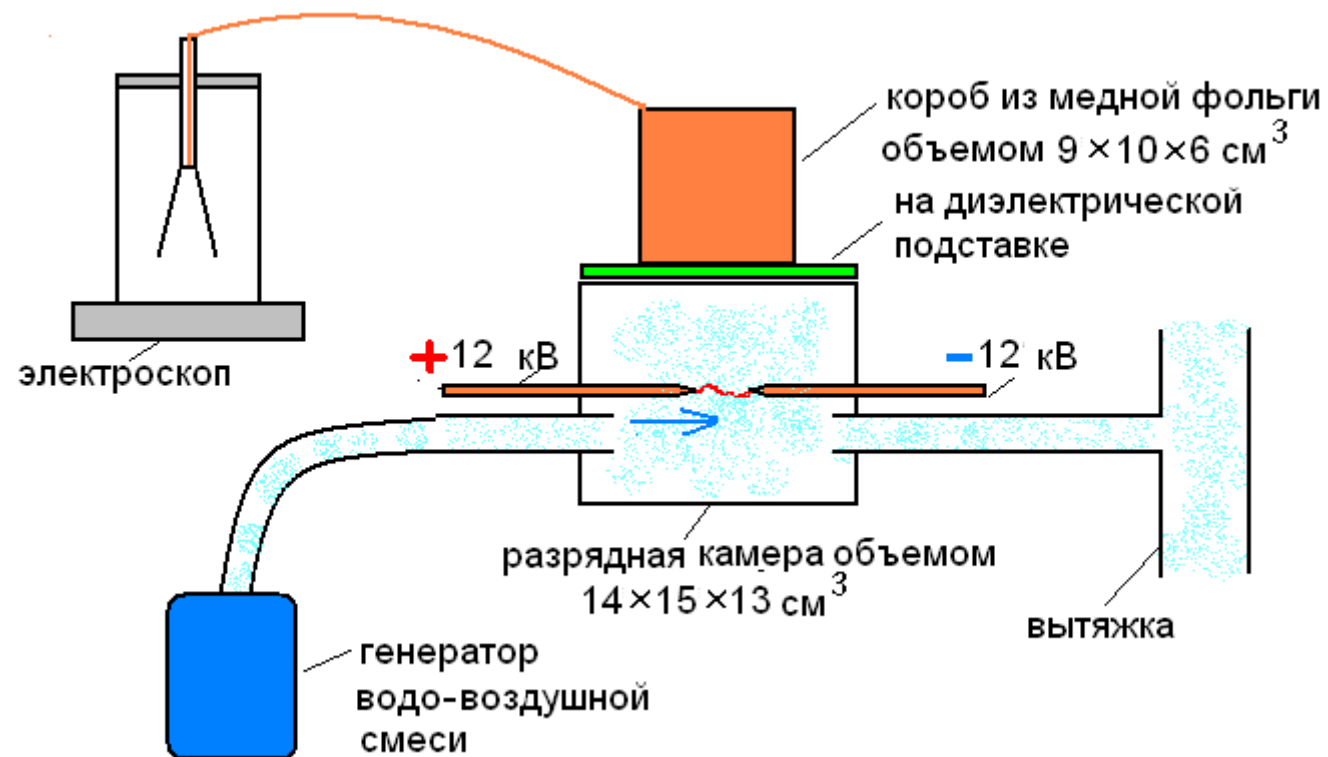 короб из медной фольги
объемом 9×10×6 см³
на диэлектрической
подставке
+12 кВ
-12 кВ
электроскоп
разрядная камера объемом
14×15×13 см³
вытяжка
генератор
водо-воздушной
смеси